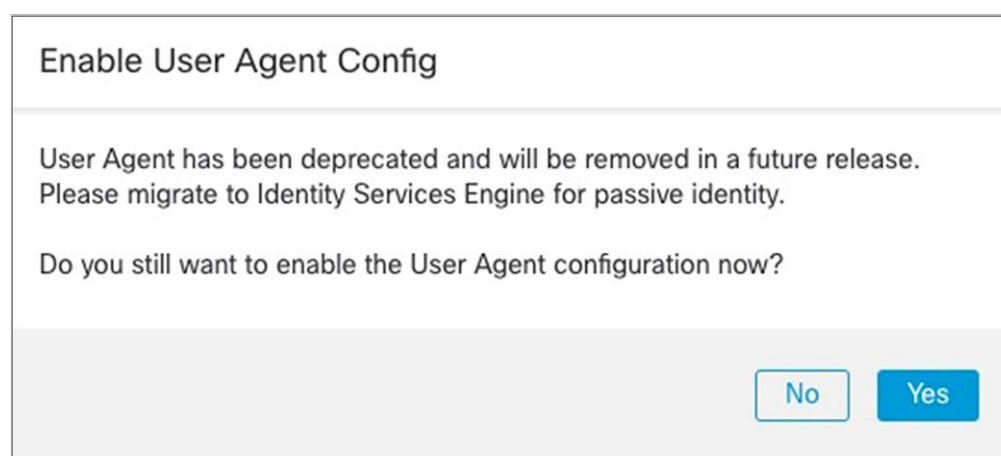 Enable User Agent Config
User Agent has been deprecated and will be removed in a future release.
Please migrate to Identity Services Engine for passive identity.
Do you still want to enable the User Agent configuration now?
No
Yes